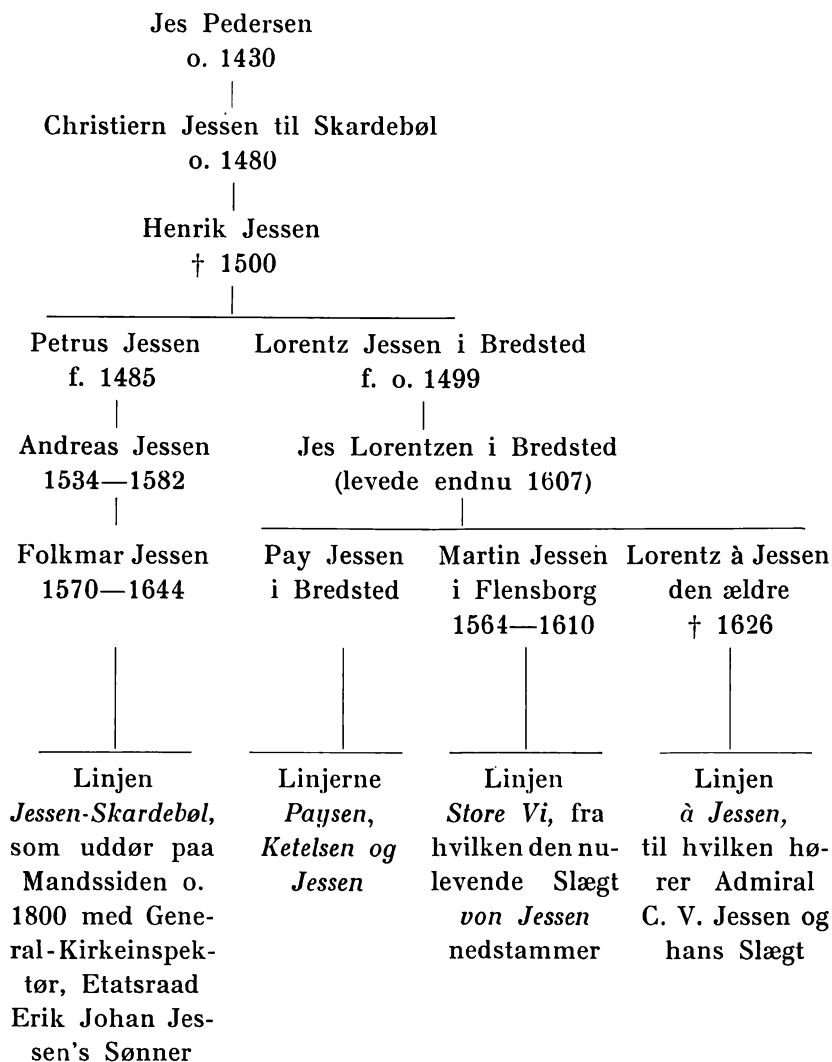 Jes Pedersen
o. 1430
Christiern Jessen til Skardebøl
o. 1480
Henrik Jessen
† 1500
Petrus Jessen
f. 1485
Andreas Jessen
1534—1582
Folkmar Jessen
1570—1644
Lorentz Jessen i Bredsted
f. o. 1499
Jes Lorentzen i Bredsted
(levede endnu 1607)
Pay Jessen
i Bredsted
Martin Jessen
i Flensborg
1564—1610
Lorentz à Jessen
den ældre
† 1626
Linjen
Jessen-Skardebøl,
som uddør paa
Mandssiden o.
1800 med Gene-
ral-Kirkeinspek-
tør, Etatsraad
Erik Johan Jes-
sen's Sønner
Linjerne
Paysen,
Ketelsen og
Jessen
Linjen
Store Vi, fra
hvilken den nu-
levende Slægt
von Jessen
nedstammer
Linjen
à Jessen,
til hvilken hø-
rer Admiral
C. V. Jessen og
hans Slægt